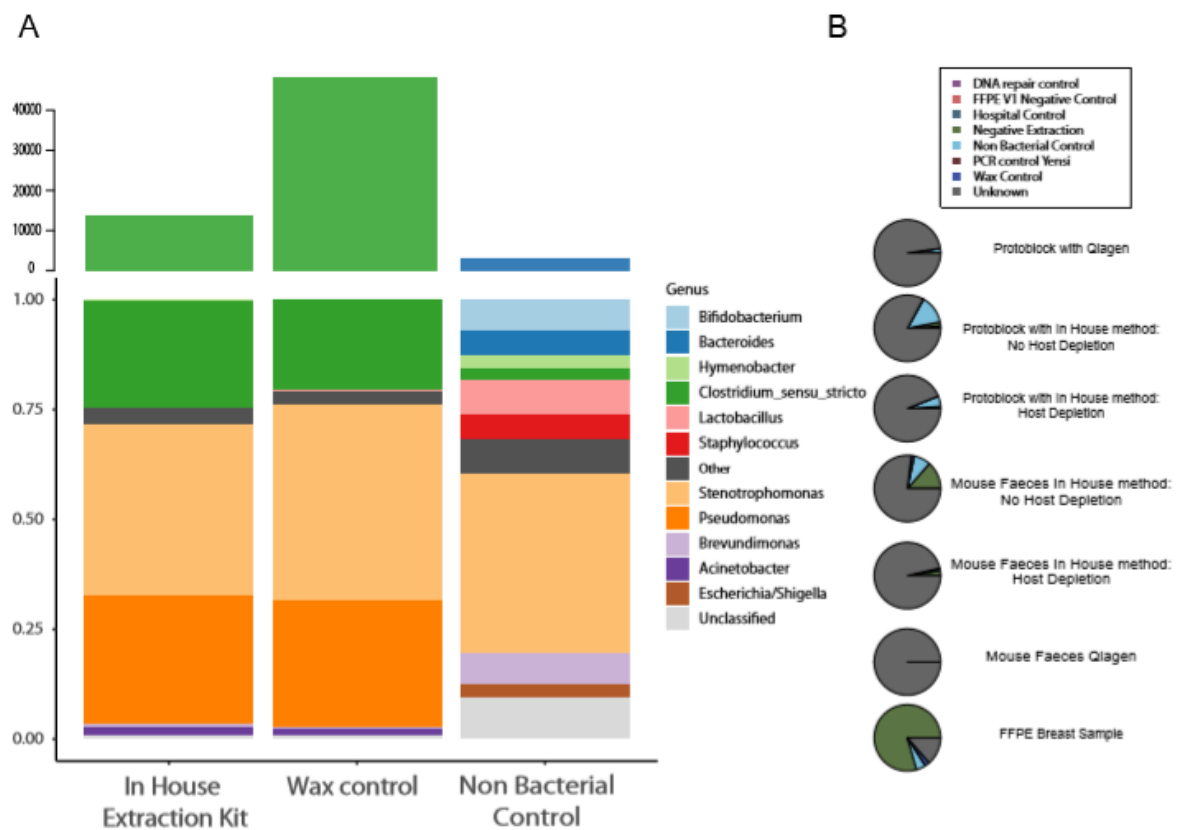 A
B
40000
30000
20000
10000
0
1.00
0.75
0.50
0.25
0.00
In House
Extraction Kit
Wax control
Non Bacterial
Control
Genus
Bifidobacterium
Bacteroides
Hymenobacter
Clostridium_sensu_stricto
Lactobacillus
Staphylococcus
Other
Stenotrophomonas
Pseudomonas
Brevundimonas
Acinetobacter
Escherichia/Shigella
Unclassified
DNA repair control
FFPE V1 Negative Control
Hospital Control
Negative Extraction
Non Bacterial Control
PCR control Yensi
Wax Control
Unknown
Protoblock with Qiagen
Protoblock with In House method:
No Host Depletion
Protoblock with In House method:
Host Depletion
Mouse Faeces In House method:
No Host Depletion
Mouse Faeces In House method:
Host Depletion
Mouse Faeces Qiagen
FFPE Breast Sample